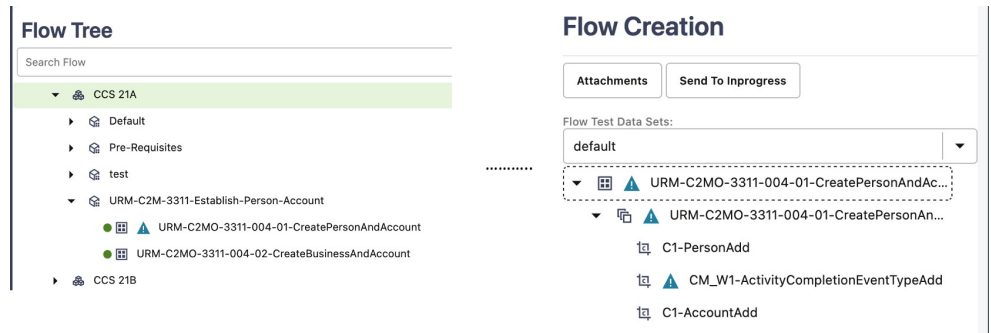 Flow Tree
Search Flow
CCS 21A
Default
Pre-Requisites
test
URM-C2M-3311-Establish-Person-Account
URM-C2MO-3311-004-01-CreatePersonAndAccount
URM-C2MO-3311-004-02-CreateBusinessAndAccount
CCS 21B
...........
Flow Creation
Attachments
Send To Inprogress
Flow Test Data Sets:
default
URM-C2MO-3311-004-01-CreatePersonAndAc...
URM-C2MO-3311-004-01-CreatePersonAn...
C1-PersonAdd
CM_W1-ActivityCompletionEventTypeAdd
C1-AccountAdd